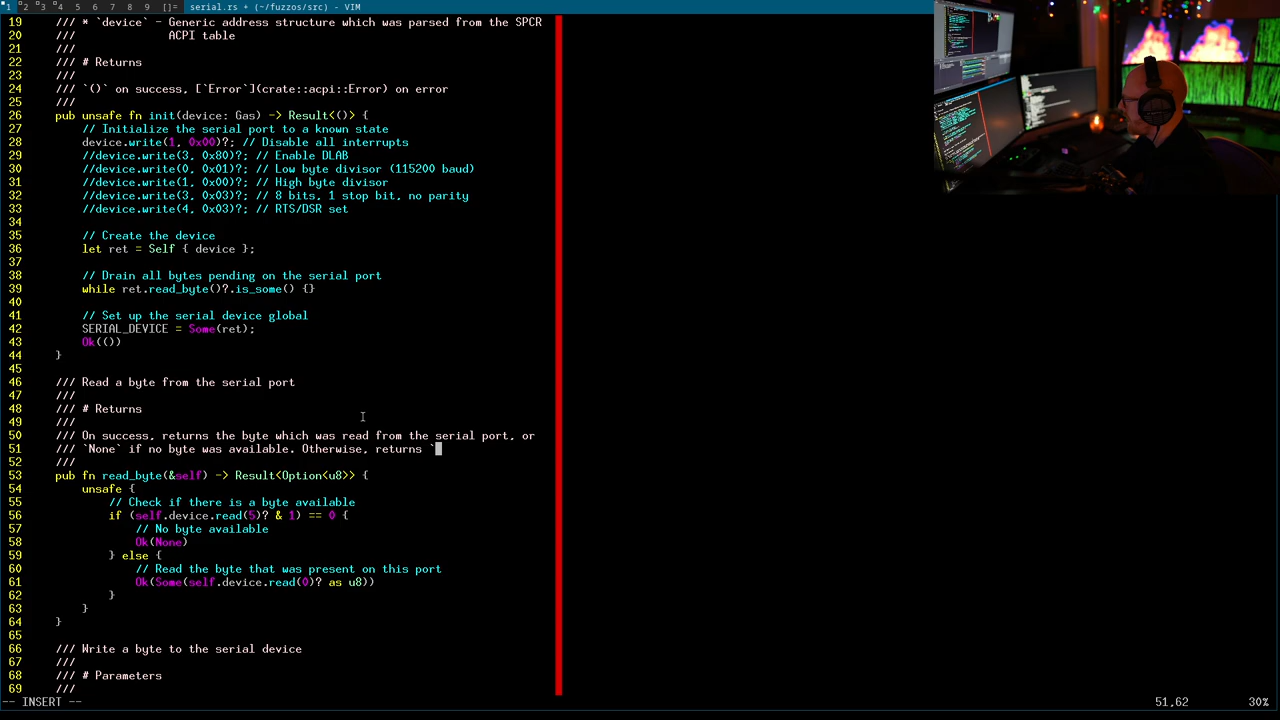 1 2 3 4 5 6 7 8 9 []= serial.rs + (~/fuzzos/src) - VIM
19 /// * `device` - Generic address structure which was parsed from the SPCR
20 /// ACPI table
21 ///
22 /// # Returns
23 ///
24 /// `()` on success, [`Error`](crate::acpi::Error) on error
25 ///
26 pub unsafe fn init(device: Gas) -> Result<()> {
27 // Initialize the serial port to a known state
28 device.write(1, 0x00)?; // Disable all interrupts
29 //device.write(3, 0x80)?; // Enable DLAB
30 //device.write(0, 0x01)?; // Low byte divisor (115200 baud)
31 //device.write(1, 0x00)?; // High byte divisor
32 //device.write(3, 0x03)?; // 8 bits, 1 stop bit, no parity
33 //device.write(4, 0x03)?; // RTS/DSR set
34
35 // Create the device
36 let ret = Self { device };
37
38 // Drain all bytes pending on the serial port
39 while ret.read_byte()?.is_some() {}
40
41 // Set up the serial device global
42 SERIAL_DEVICE = Some(ret);
43 Ok(())
44 }
45
46 /// Read a byte from the serial port
47 ///
48 /// # Returns
49 ///
50 /// On success, returns the byte which was read from the serial port, or
51 /// `None` if no byte was available. Otherwise, returns `
52 ///
53 pub fn read_byte(&self) -> Result<Option<u8>> {
54 unsafe {
55 // Check if there is a byte available
56 if (self.device.read(5)? & 1) == 0 {
57 // No byte available
58 Ok(None)
59 } else {
60 // Read the byte that was present on this port
61 Ok(Some(self.device.read(0)? as u8))
62 }
63 }
64 }
65
66 /// Write a byte to the serial device
67 ///
68 /// # Parameters
69 ///
-- INSERT -- 51,62 30%